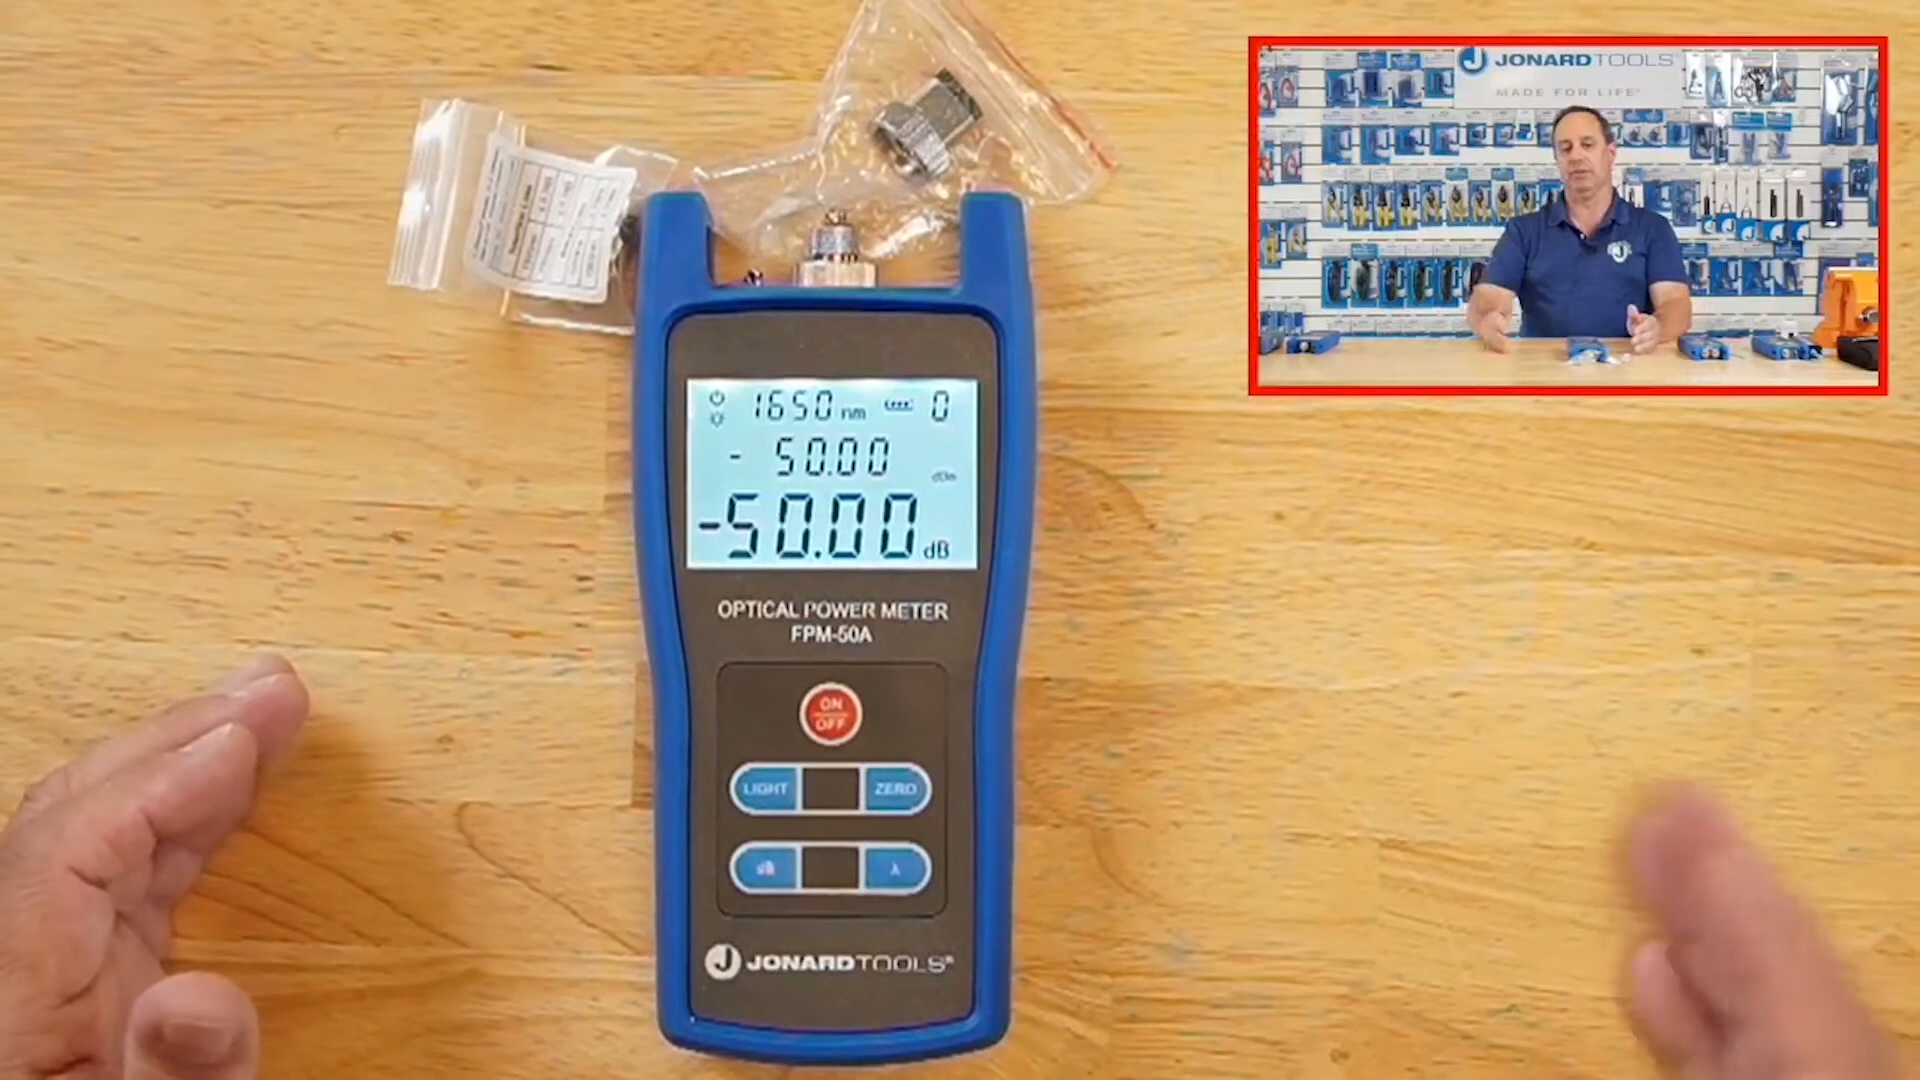 1650 nm 0
- 50.00
dBm
-50.00 dB
OPTICAL POWER METER
FPM-50A
ON
OFF
LIGHT ZERO
dB λ
JONARDTOOLS®
JONARDTOOLS
MADE FOR LIFE®